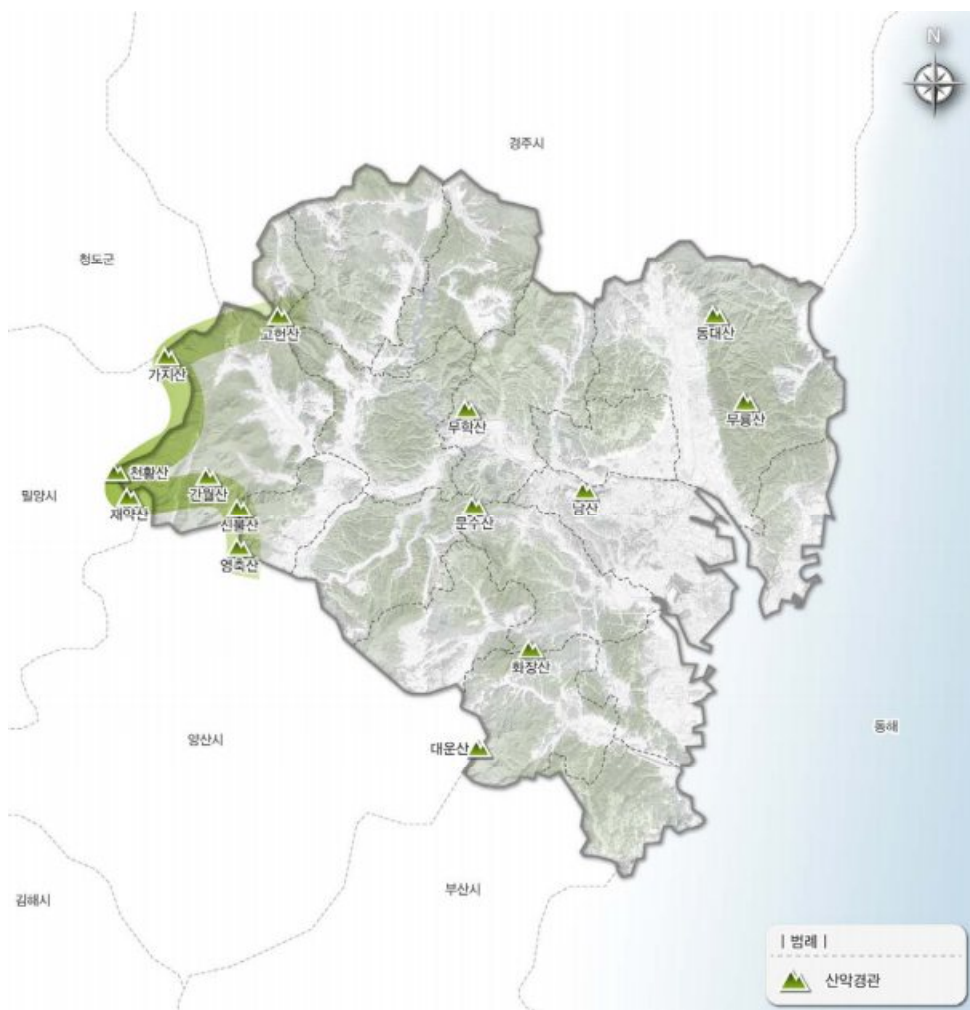 N
경주시
청도군
고헌산
동대산
가지산
무룡산
무학산
천황산
간월산
밀양시
재약산
신불산
문수산
남산
영축산
화장산
동해
양산시
대운산
부산시
김해시
| 범례 |
산악경관